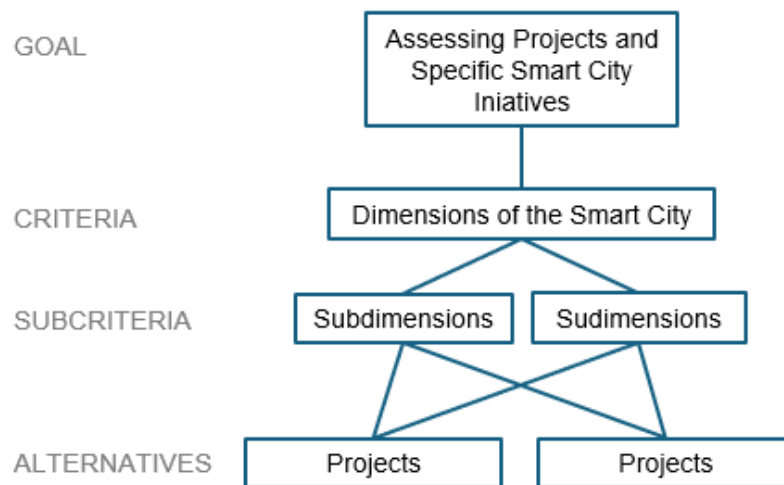 GOAL
Assessing Projects and
Specific Smart City
Iniatives
CRITERIA
Dimensions of the Smart City
SUBCRITERIA
Subdimensions
Sudimensions
ALTERNATIVES
Projects
Projects